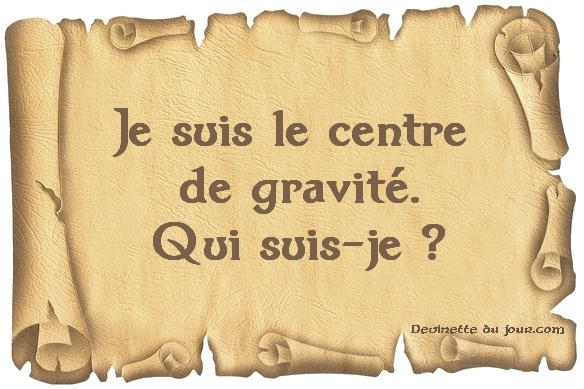 Je suis le centre
de gravité.
Qui suis-je ?
Devinette du jour.com